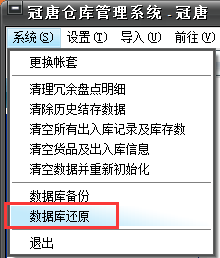 冠唐仓库管理系统 - 冠唐
系统(S) 设置(T) 导入(U) 前往(V)
更换帐套
清理冗余盘点明细
清除历史结存数据
清空所有出入库记录及库存数
清空货品及出入库信息
清空数据并重新初始化
数据库备份
数据库还原
退出